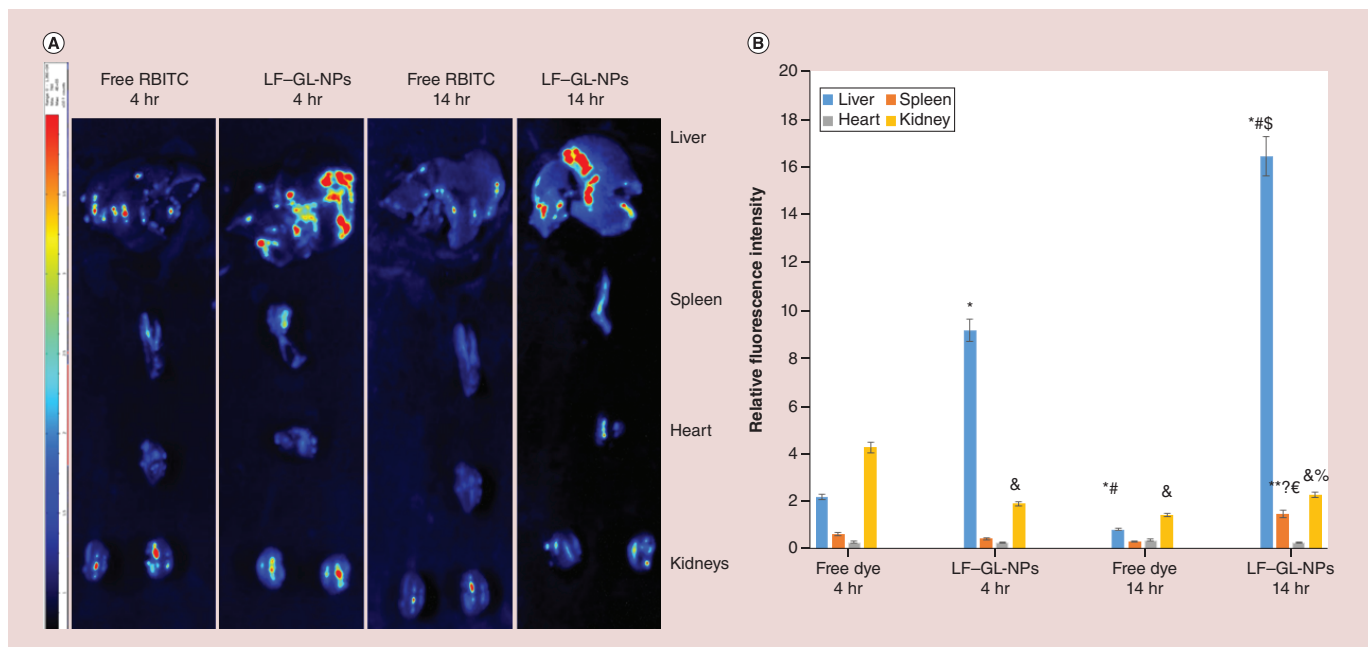 A
Free RBITC
4 hr
LF–GL-NPs
4 hr
Free RBITC
14 hr
LF–GL-NPs
14 hr
Liver
Spleen
Heart
Kidneys
B
Relative fluorescence intensity
20
18
16
14
12
10
8
6
4
2
0
Liver
Spleen
Heart
Kidney
*
&
*#
&
*#$
**?€
&%
Free dye
4 hr
LF–GL-NPs
4 hr
Free dye
14 hr
LF–GL-NPs
14 hr